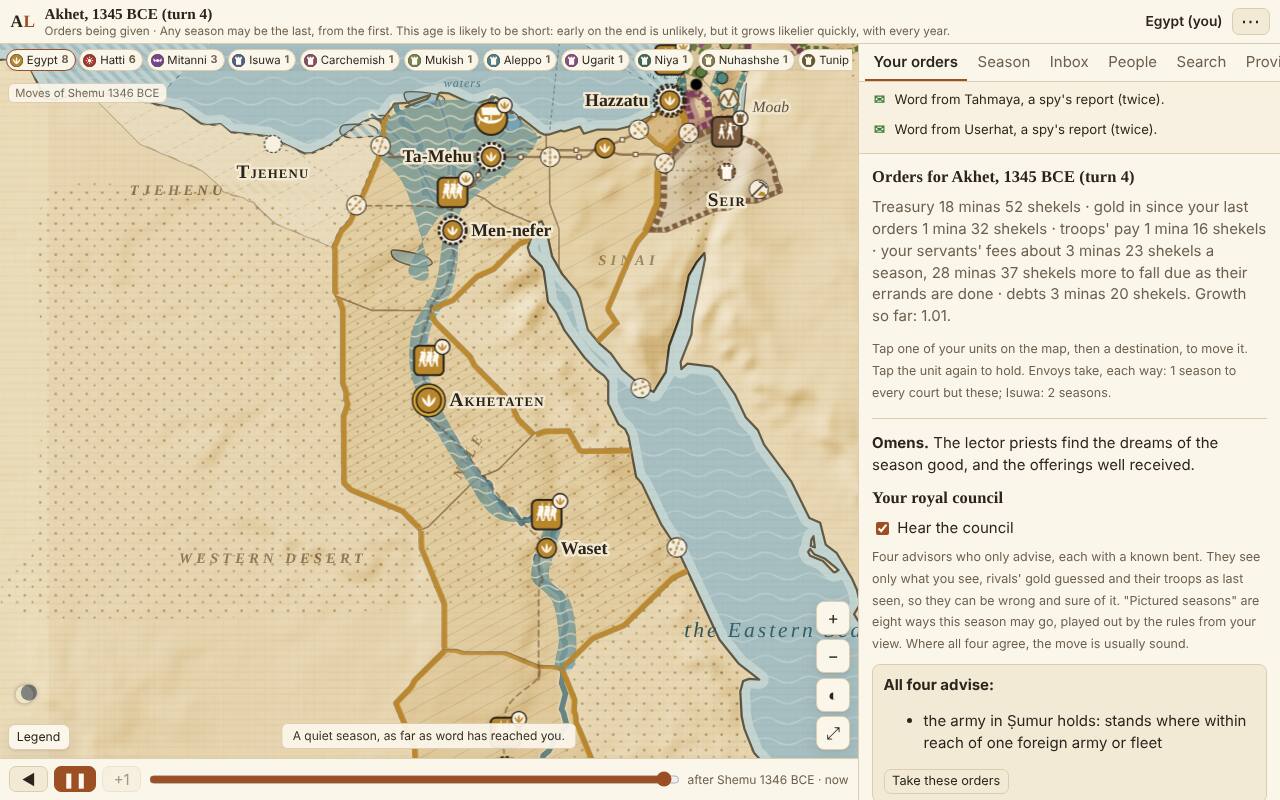 AL
Akhet, 1345 BCE (turn 4)
Orders being given · Any season may be the last, from the first. This age is likely to be short: early on the end is unlikely, but it grows likelier quickly, with every year.
Egypt (you)
Egypt 8
Hatti 6
Mitanni 3
Isuwa 1
Carchemish 1
Mukish 1
Aleppo 1
Ugarit 1
Niya 1
Nuhashshe 1
Tunip
Moves of Shemu 1346 BCE
waters
Hazzatu
Moab
Ta-Mehu
TJEHENU
TJEHENU
SEIR
Men-nefer
SINAI
AKHETATEN
Waset
WESTERN DESERT
the Eastern Sea
+
−
Legend
A quiet season, as far as word has reached you.
+1
after Shemu 1346 BCE · now
Your orders
Season
Inbox
People
Search
Provi
Word from Tahmaya, a spy's report (twice).
Word from Userhat, a spy's report (twice).
Orders for Akhet, 1345 BCE (turn 4)
Treasury 18 minas 52 shekels · gold in since your last
orders 1 mina 32 shekels · troops' pay 1 mina 16 shekels
· your servants' fees about 3 minas 23 shekels a
season, 28 minas 37 shekels more to fall due as their
errands are done · debts 3 minas 20 shekels. Growth
so far: 1.01.
Tap one of your units on the map, then a destination, to move it.
Tap the unit again to hold. Envoys take, each way: 1 season to
every court but these; Isuwa: 2 seasons.
Omens. The lector priests find the dreams of the
season good, and the offerings well received.
Your royal council
Hear the council
Four advisors who only advise, each with a known bent. They see
only what you see, rivals' gold guessed and their troops as last
seen, so they can be wrong and sure of it. "Pictured seasons" are
eight ways this season may go, played out by the rules from your
view. Where all four agree, the move is usually sound.
All four advise:
• the army in Ṣumur holds: stands where within
reach of one foreign army or fleet
Take these orders